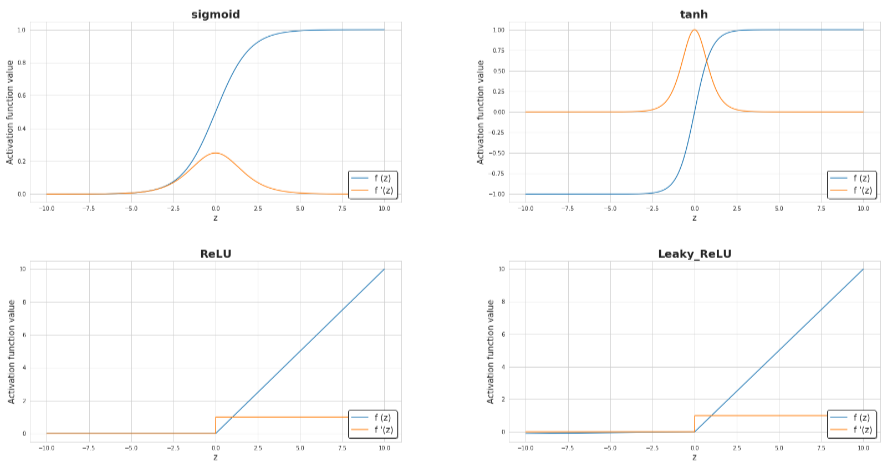 sigmoid
Activation function value
1.0
0.8
0.6
0.4
0.2
0.0
f (z)
f '(z)
−10.0 −7.5 −5.0 −2.5 0.0 2.5 5.0 7.5 10.0
z
tanh
Activation function value
1.00
0.75
0.50
0.25
0.00
−0.25
−0.50
−0.75
−1.00
f (z)
f '(z)
−10.0 −7.5 −5.0 −2.5 0.0 2.5 5.0 7.5 10.0
z
ReLU
Activation function value
10
8
6
4
2
0
f (z)
f '(z)
−10.0 −7.5 −5.0 −2.5 0.0 2.5 5.0 7.5 10.0
z
Leaky_ReLU
Activation function value
10
8
6
4
2
0
f (z)
f '(z)
−10.0 −7.5 −5.0 −2.5 0.0 2.5 5.0 7.5 10.0
z